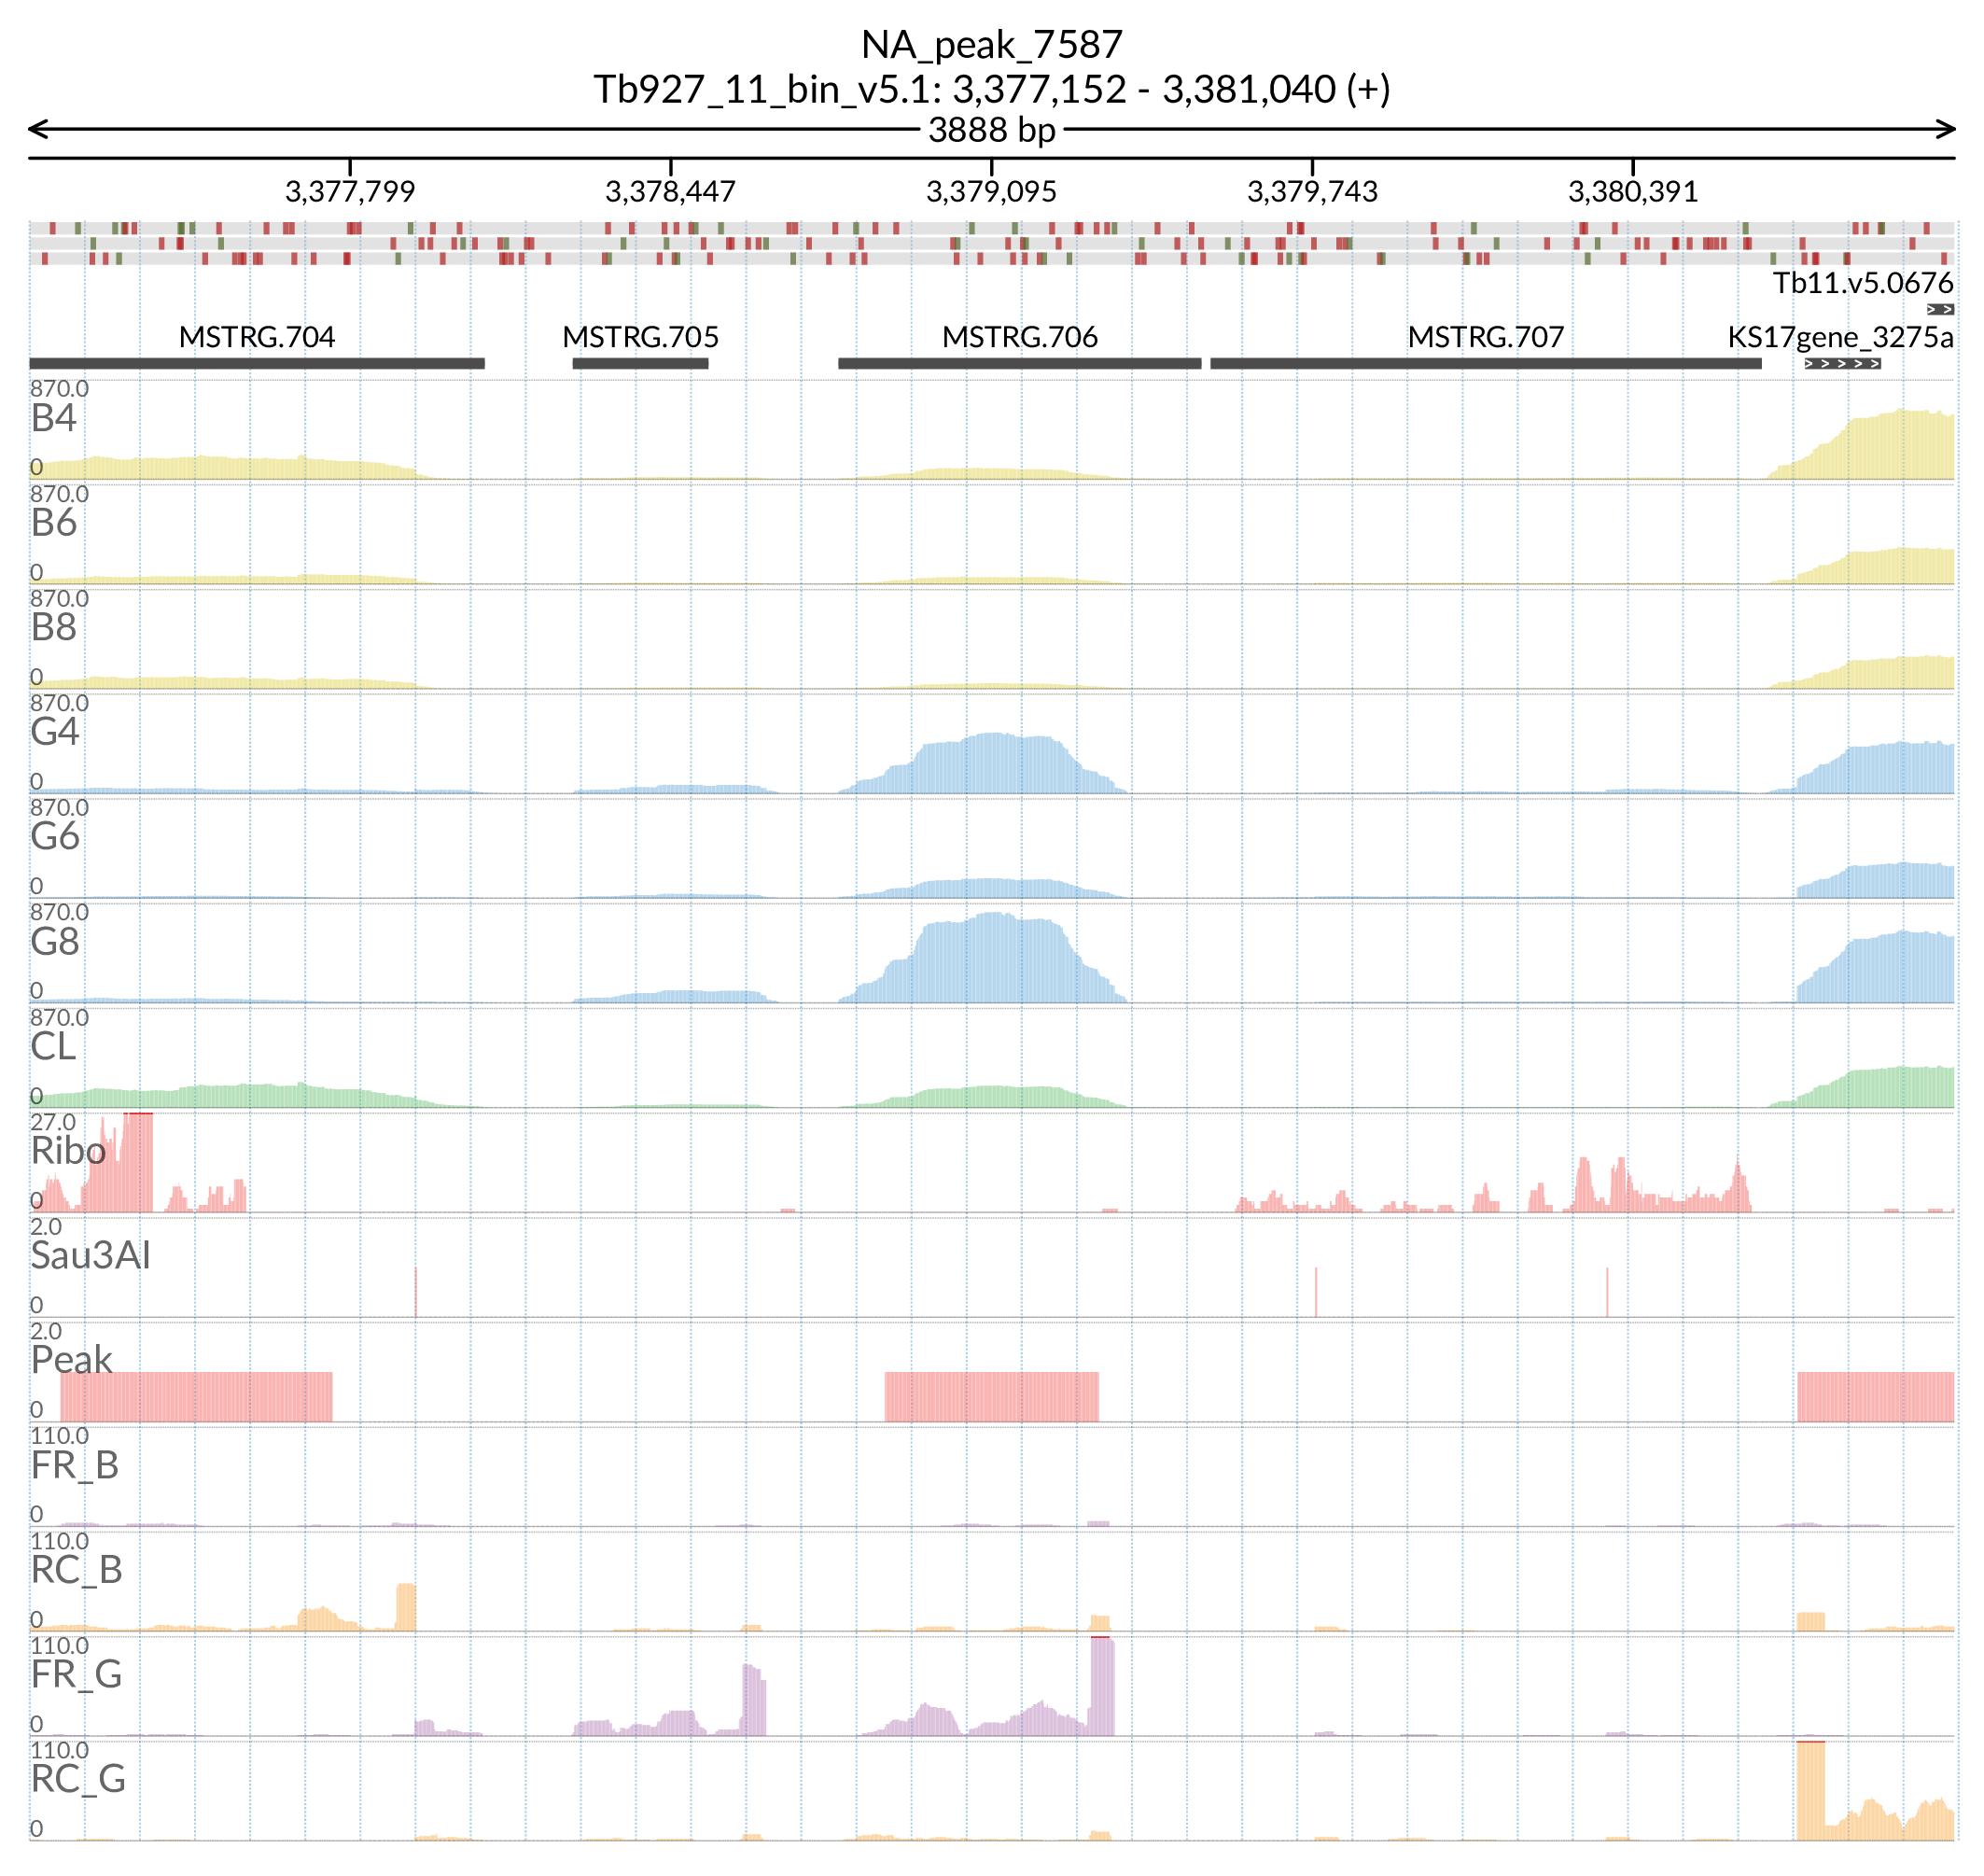 NA_peak_7587
Tb927_11_bin_v5.1: 3,377,152 - 3,381,040 (+)
3888 bp
3,377,799 3,378,447 3,379,095 3,379,743 3,380,391
Tb11.v5.0676
MSTRG.704 MSTRG.705 MSTRG.706 MSTRG.707 KS17gene_3275a
870.0
B4
0
870.0
B6
0
870.0
B8
0
870.0
G4
0
870.0
G6
0
870.0
G8
0
870.0
CL
0
27.0
Ribo
0
2.0
Sau3AI
0
2.0
Peak
0
110.0
FR_B
0
110.0
RC_B
0
110.0
FR_G
0
110.0
RC_G
0